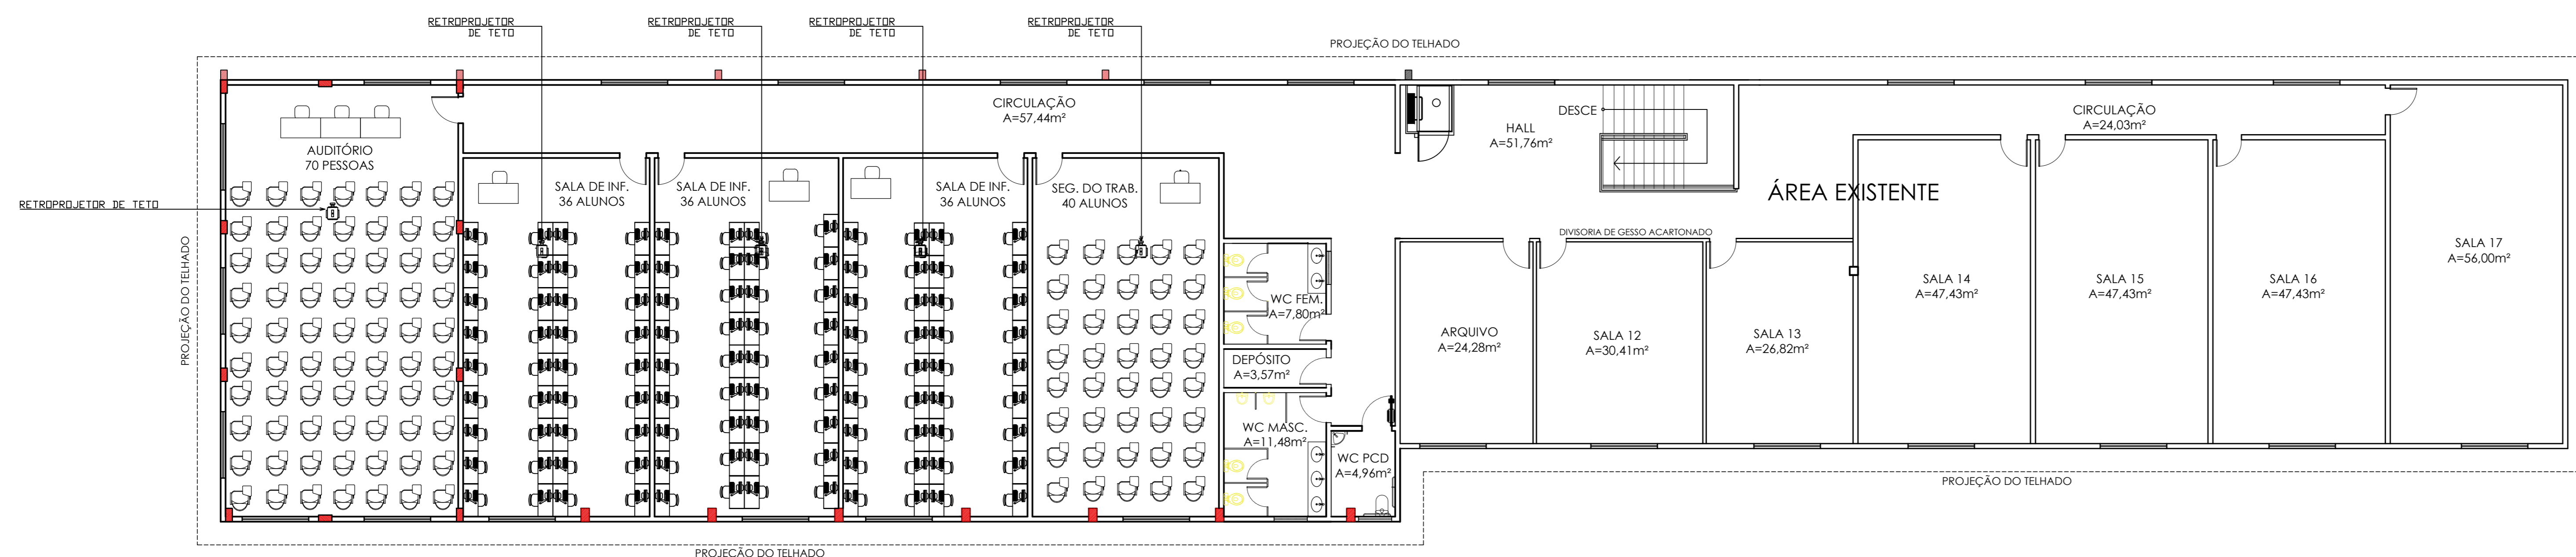 RETROPROJETOR
DE TETO
RETROPROJETOR
DE TETO
RETROPROJETOR
DE TETO
RETROPROJETOR
DE TETO
PROJEÇÃO DO TELHADO
CIRCULAÇÃO
A=57,44m²
DESCE
HALL
A=51,76m²
CIRCULAÇÃO
A=24,03m²
AUDITÓRIO
70 PESSOAS
SALA DE INF.
36 ALUNOS
SALA DE INF.
36 ALUNOS
SALA DE INF.
36 ALUNOS
SEG. DO TRAB.
40 ALUNOS
ÁREA EXISTENTE
RETROPROJETOR DE TETO
PROJEÇÃO DO TELHADO
DIVISORIA DE GESSO ACARTONADO
SALA 17
A=56,00m²
SALA 14
A=47,43m²
SALA 15
A=47,43m²
SALA 16
A=47,43m²
WC FEM.
A=7,80m²
ARQUIVO
A=24,28m²
SALA 12
A=30,41m²
SALA 13
A=26,82m²
DEPÓSITO
A=3,57m²
WC MASC.
A=11,48m²
WC PCD
A=4,96m²
PROJEÇÃO DO TELHADO
PROJEÇÃO DO TELHADO